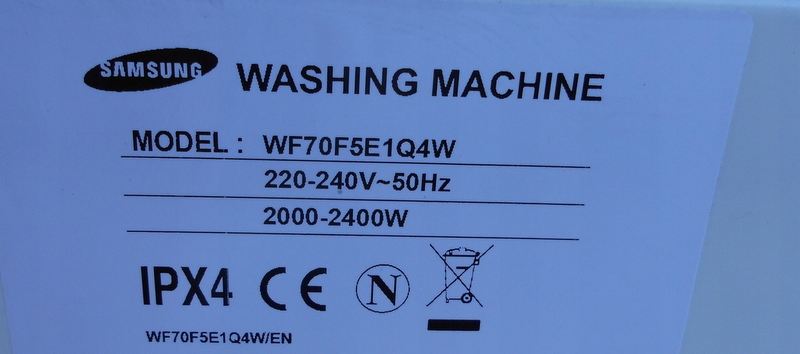 SAMSUNG WASHING MACHINE
MODEL : WF70F5E1Q4W
220-240V~50Hz
2000-2400W
IPX4 CE N
WF70F5E1Q4W/EN